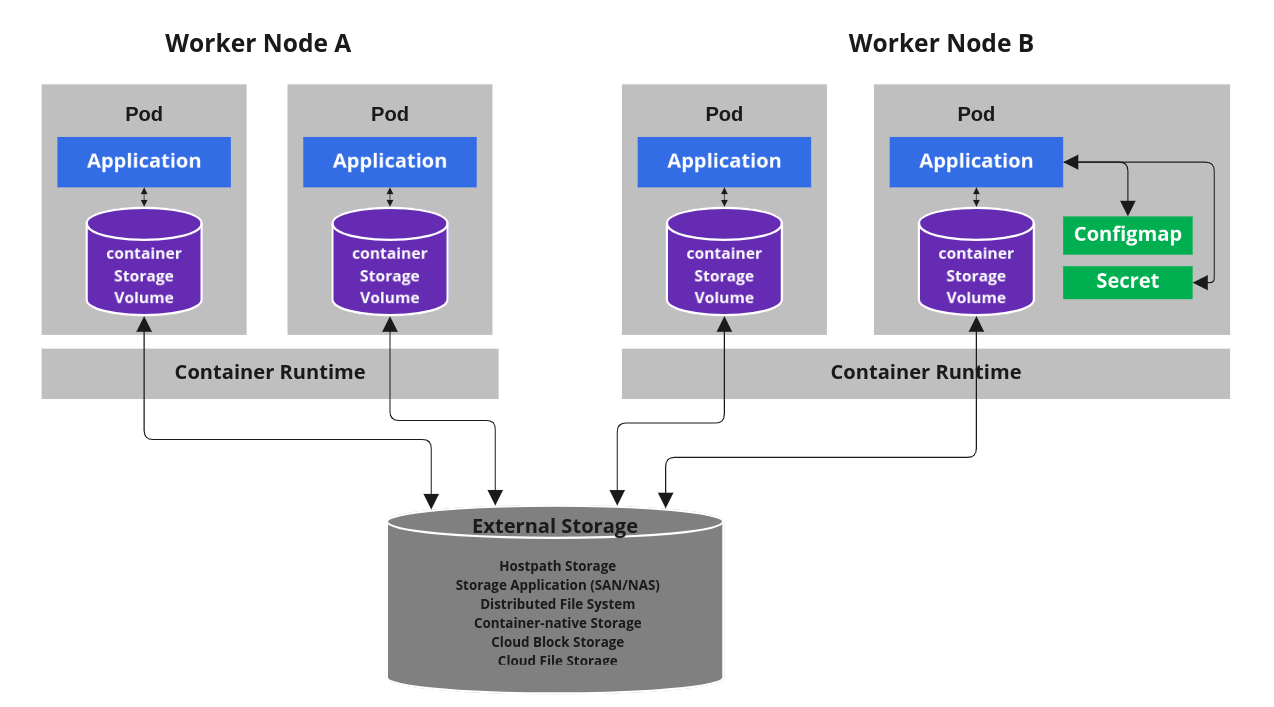 Worker Node A
Worker Node B
Pod
Pod
Pod
Pod
Application
Application
Application
Application
container
Storage
Volume
container
Storage
Volume
container
Storage
Volume
container
Storage
Volume
Configmap
Secret
Container Runtime
Container Runtime
External Storage
Hostpath Storage
Storage Application (SAN/NAS)
Distributed File System
Container-native Storage
Cloud Block Storage
Cloud File Storage